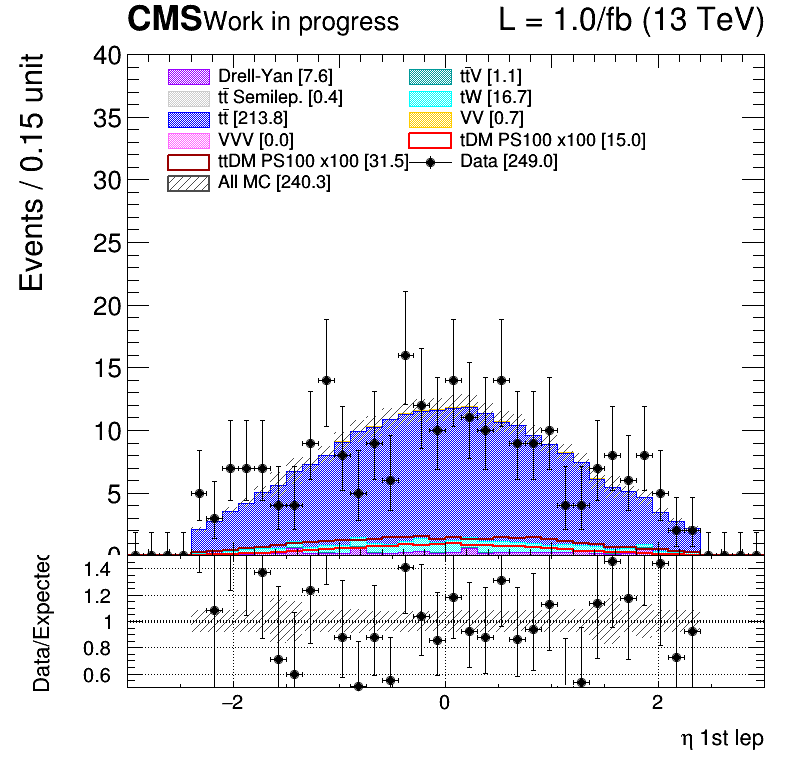 CMS Work in progress L = 1.0/fb (13 TeV)
Events / 0.15 unit
40
35
30
25
20
15
10
5
0
Drell-Yan [7.6]
tt̄V [1.1]
tt̄ Semilep. [0.4]
tW [16.7]
tt̄ [213.8]
VV [0.7]
VVV [0.0]
tDM PS100 x100 [15.0]
ttDM PS100 x100 [31.5]
Data [249.0]
All MC [240.3]
Data/Expected
1.4
1.2
1
0.8
0.6
−2 0 2
η 1st lep